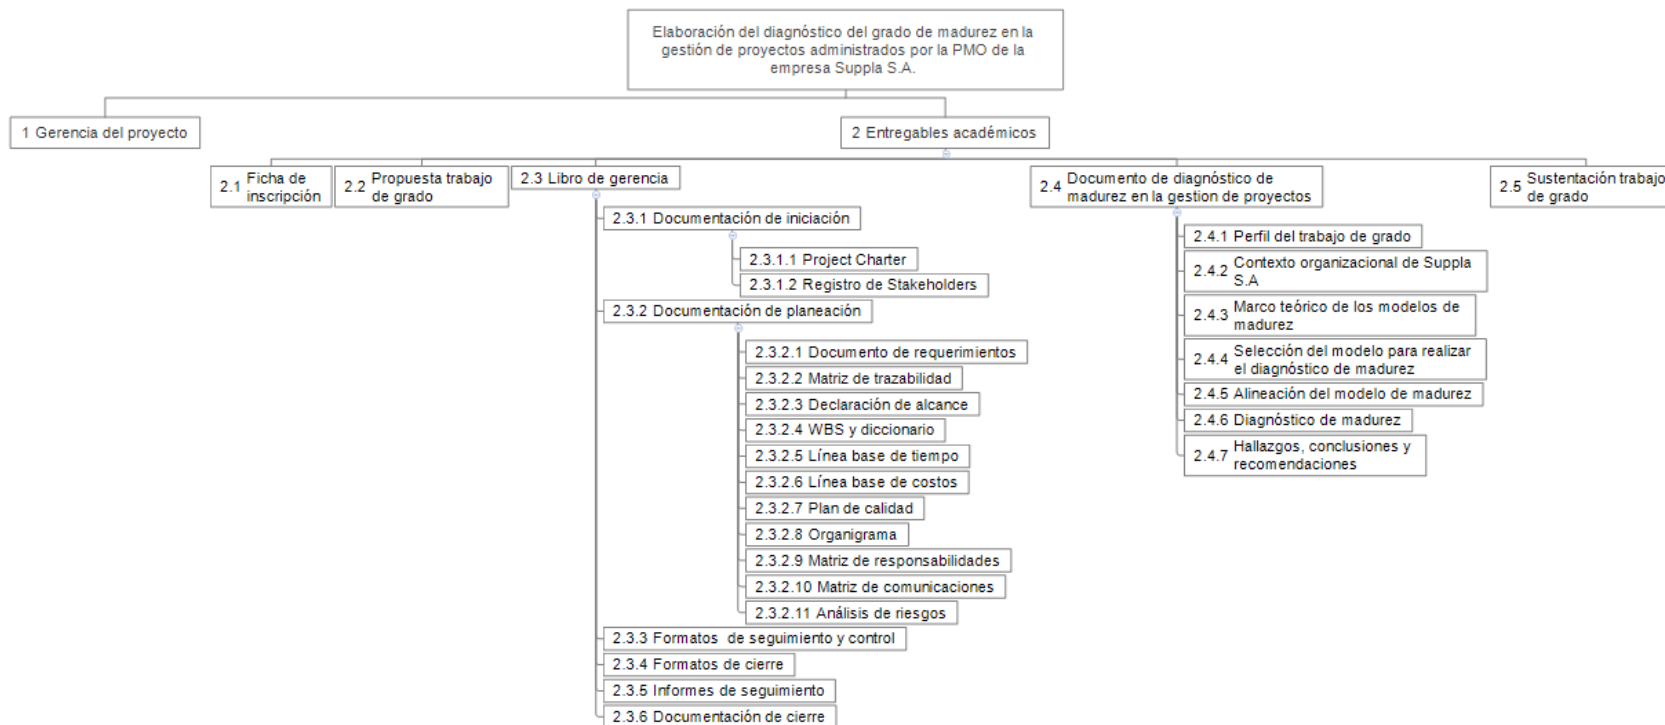 Elaboración del diagnóstico del grado de madurez en la
gestión de proyectos administrados por la PMO de la
empresa Suppla S.A.
1 Gerencia del proyecto
2 Entregables académicos
2.1 Ficha de
inscripción
2.2 Propuesta trabajo
de grado
2.3 Libro de gerencia
2.3.1 Documentación de iniciación
2.3.1.1 Project Charter
2.3.1.2 Registro de Stakeholders
2.3.2 Documentación de planeación
2.3.2.1 Documento de requerimientos
2.3.2.2 Matriz de trazabilidad
2.3.2.3 Declaración de alcance
2.3.2.4 WBS y diccionario
2.3.2.5 Línea base de tiempo
2.3.2.6 Línea base de costos
2.3.2.7 Plan de calidad
2.3.2.8 Organigrama
2.3.2.9 Matriz de responsabilidades
2.3.2.10 Matriz de comunicaciones
2.3.2.11 Análisis de riesgos
2.3.3 Formatos de seguimiento y control
2.3.4 Formatos de cierre
2.3.5 Informes de seguimiento
2.3.6 Documentación de cierre
2.4 Documento de diagnóstico de
madurez en la gestion de proyectos
2.4.1 Perfil del trabajo de grado
2.4.2 Contexto organizacional de Suppla
S.A
2.4.3 Marco teórico de los modelos de
madurez
2.4.4 Selección del modelo para realizar
el diagnóstico de madurez
2.4.5 Alineación del modelo de madurez
2.4.6 Diagnóstico de madurez
2.4.7 Hallazgos, conclusiones y
recomendaciones
2.5 Sustentación trabajo
de grado